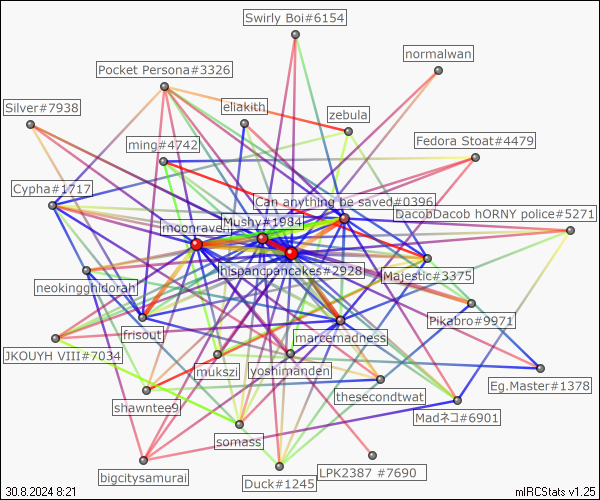 Swirly Boi#6154
normalwan
Pocket Persona#3326
Silver#7938
eliakith
zebula
Fedora Stoat#4479
ming#4742
Cypha#1717
Can anything be saved#0396
DacobDacob hORNY police#5271
Mushy#1984
moonraven
hispanicpancakes#2928
Majestic#3375
neokingghidorah
Pikabro#9971
frisout
marcemadness
JKOUYH VIII#7034
mukszi
yoshimanden
Eg.Master#1378
shawntee9
thesecondtwat
Madネコ#6901
somass
bigcitysamurai
LPK2387 #7690
Duck#1245
30.8.2024 8:21
mIRCStats v1.25